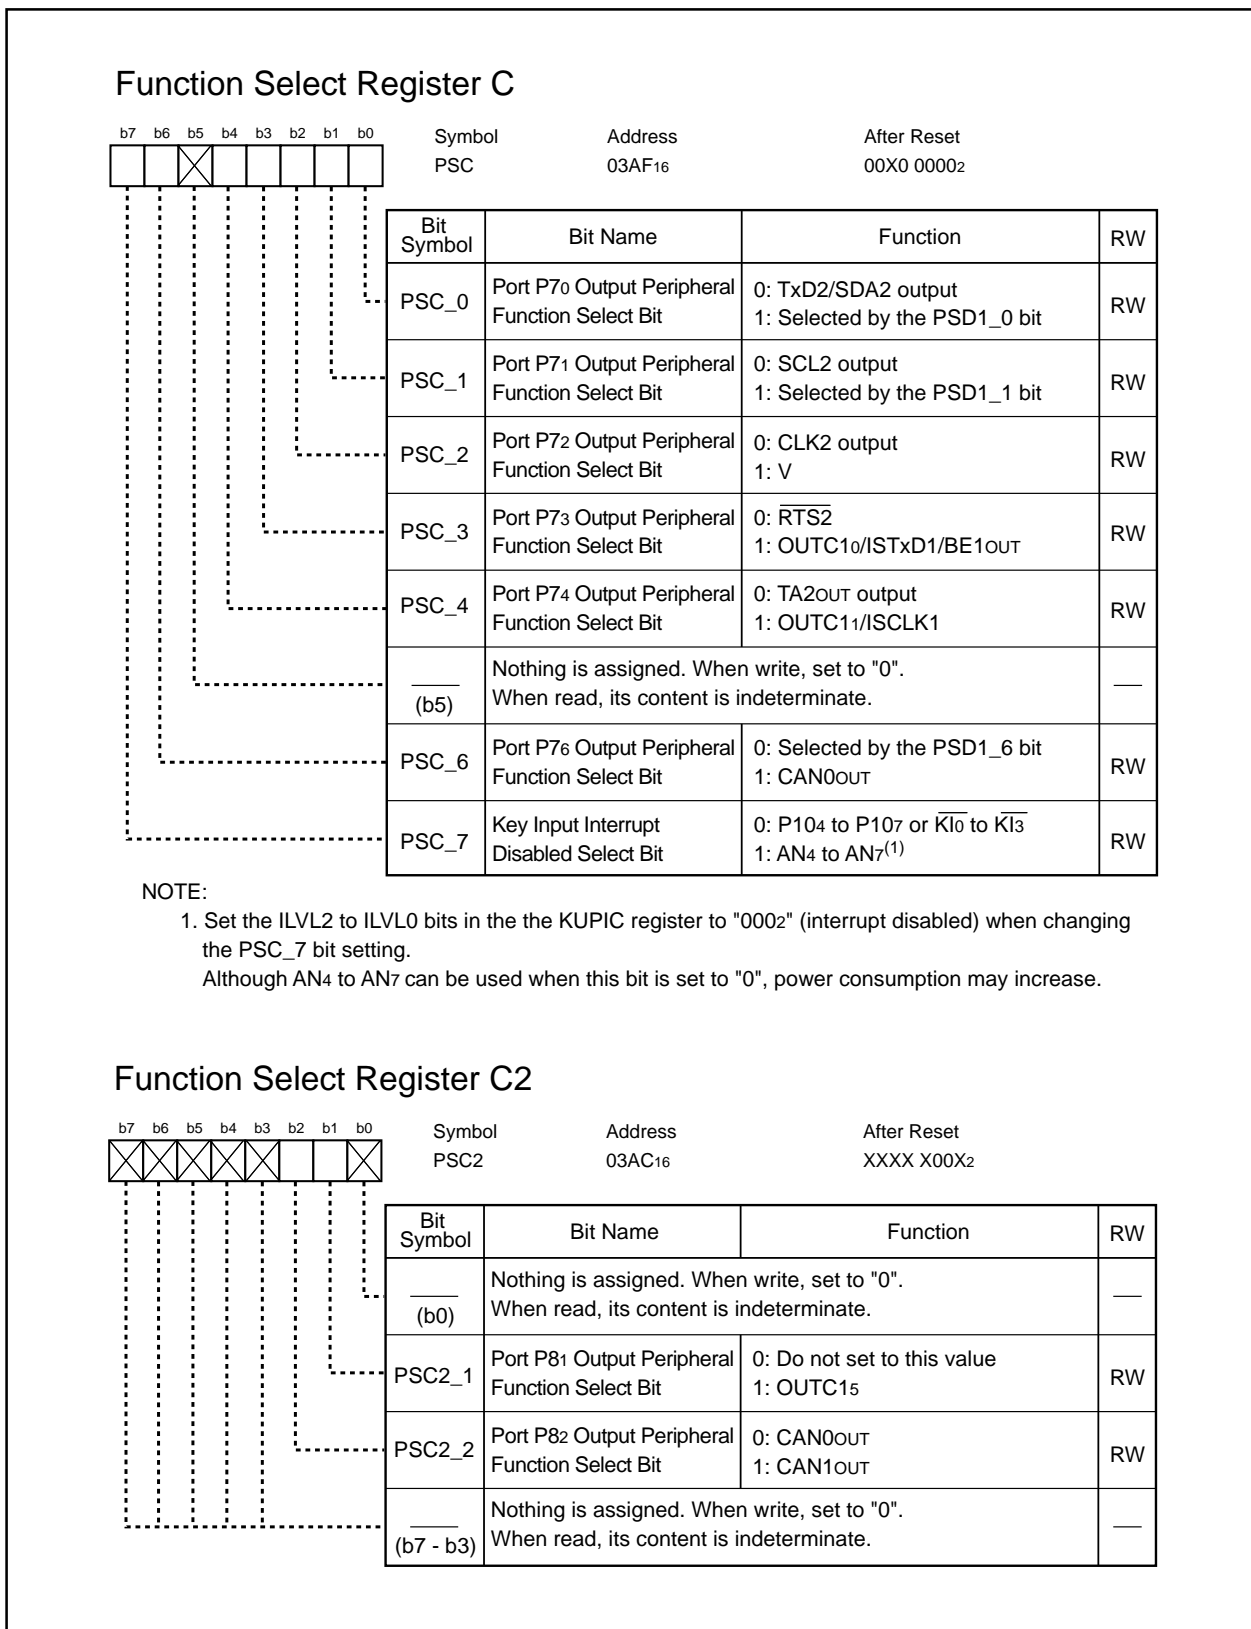 Function Select Register C
b7 b6 b5 b4 b3 b2 b1 b0
Symbol Address After Reset
PSC 03AF16 00X0 00002
Bit Symbol Bit Name Function RW
PSC_0 Port P70 Output Peripheral Function Select Bit 0: TxD2/SDA2 output 1: Selected by the PSD1_0 bit RW
PSC_1 Port P71 Output Peripheral Function Select Bit 0: SCL2 output 1: Selected by the PSD1_1 bit RW
PSC_2 Port P72 Output Peripheral Function Select Bit 0: CLK2 output 1: V RW
PSC_3 Port P73 Output Peripheral Function Select Bit 0: RTS2 1: OUTC10/ISTxD1/BE1OUT RW
PSC_4 Port P74 Output Peripheral Function Select Bit 0: TA2OUT output 1: OUTC11/ISCLK1 RW
(b5) Nothing is assigned. When write, set to "0". When read, its content is indeterminate.
PSC_6 Port P76 Output Peripheral Function Select Bit 0: Selected by the PSD1_6 bit 1: CAN0OUT RW
PSC_7 Key Input Interrupt Disabled Select Bit 0: P104 to P107 or KI0 to KI3 1: AN4 to AN7(1) RW
NOTE:
1. Set the ILVL2 to ILVL0 bits in the the KUPIC register to "0002" (interrupt disabled) when changing
the PSC_7 bit setting.
Although AN4 to AN7 can be used when this bit is set to "0", power consumption may increase.
Function Select Register C2
b7 b6 b5 b4 b3 b2 b1 b0
Symbol Address After Reset
PSC2 03AC16 XXXX X00X2
Bit Symbol Bit Name Function RW
(b0) Nothing is assigned. When write, set to "0". When read, its content is indeterminate.
PSC2_1 Port P81 Output Peripheral Function Select Bit 0: Do not set to this value 1: OUTC15 RW
PSC2_2 Port P82 Output Peripheral Function Select Bit 0: CAN0OUT 1: CAN1OUT RW
(b7 - b3) Nothing is assigned. When write, set to "0". When read, its content is indeterminate.